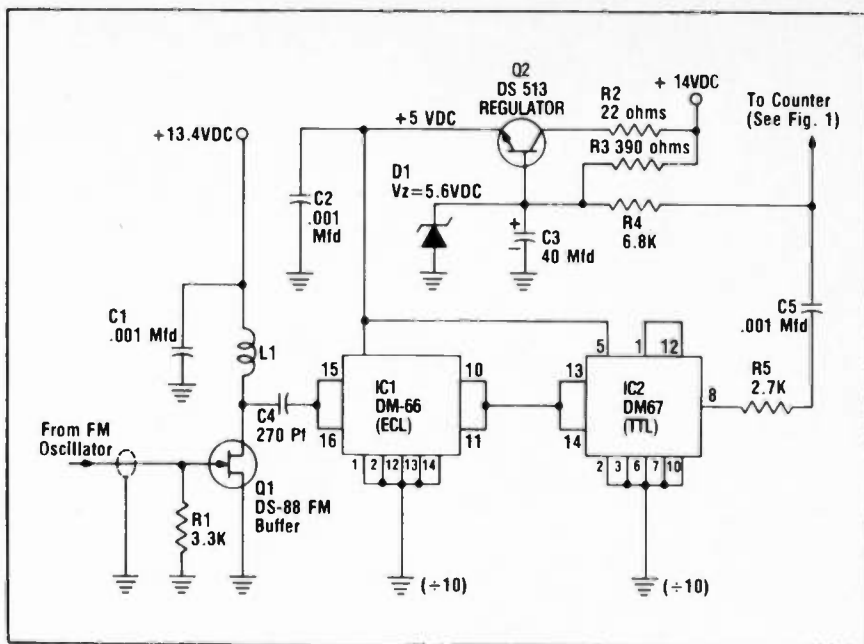 Q2
DS 513
REGULATOR
+ 14VDC
R2
22 ohms
To Counter
(See Fig. 1)
+5 VDC
R3 390 ohms
+13.4VDC
D1
Vz=5.6VDC
C2
.001
Mfd
+
−
C3
40 Mfd
R4
6.8K
C1
.001 Mfd
L1
C5
.001 Mfd
5
1
12
15
16
IC1
DM-66
(ECL)
10
11
13
14
IC2
DM67
(TTL)
8
R5
2.7K
C4
270 Pf
From FM
Oscillator
1
2
12
13
14
2
3
6
7
10
Q1
DS-88 FM
Buffer
R1
3.3K
(÷10)
(÷10)